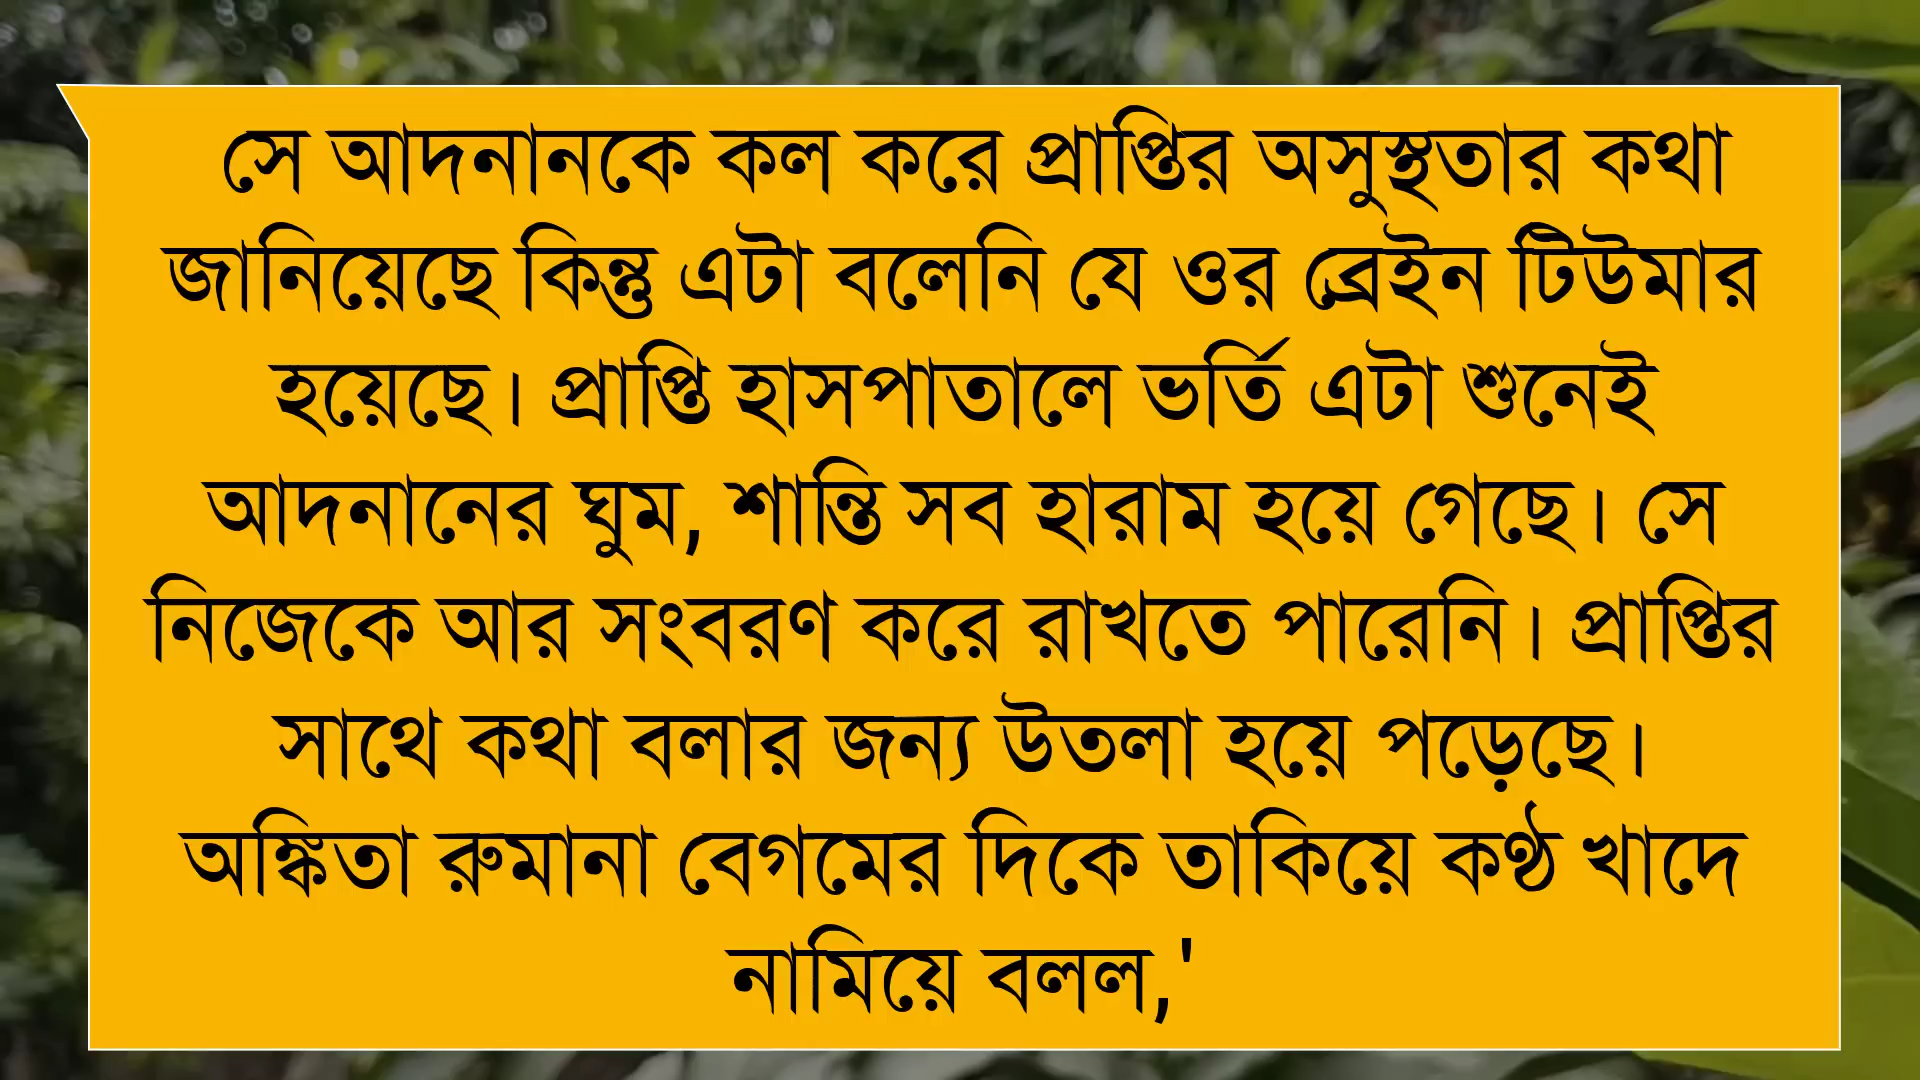 সে আদনানকে কল করে প্রাপ্তির অসুস্থতার কথা
জানিয়েছে কিন্তু এটা বলেনি যে ওর ব্রেইন টিউমার
হয়েছে। প্রাপ্তি হাসপাতালে ভর্তি এটা শুনেই
আদনানের ঘুম, শান্তি সব হারাম হয়ে গেছে। সে
নিজেকে আর সংবরণ করে রাখতে পারেনি। প্রাপ্তির
সাথে কথা বলার জন্য উতলা হয়ে পড়েছে।
অঙ্কিতা রুমানা বেগমের দিকে তাকিয়ে কণ্ঠ খাদে
নামিয়ে বলল,'